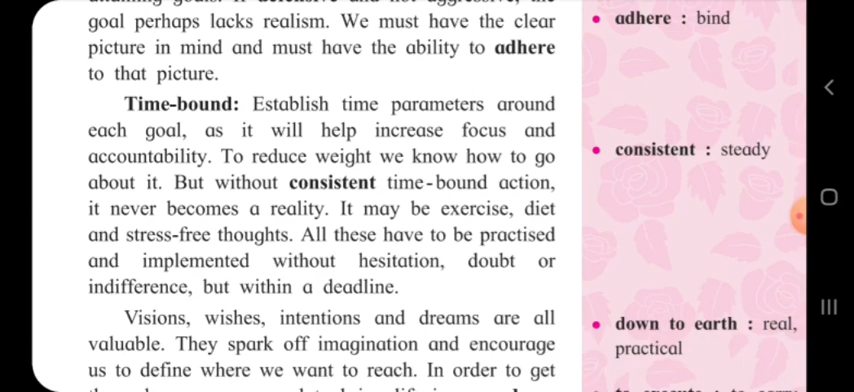 goal perhaps lacks realism. We must have the clear
picture in mind and must have the ability to adhere
to that picture.
Time-bound: Establish time parameters around
each goal, as it will help increase focus and
accountability. To reduce weight we know how to go
about it. But without consistent time-bound action,
it never becomes a reality. It may be exercise, diet
and stress-free thoughts. All these have to be practised
and implemented without hesitation, doubt or
indifference, but within a deadline.
Visions, wishes, intentions and dreams are all
valuable. They spark off imagination and encourage
us to define where we want to reach. In order to get
• adhere : bind
• consistent : steady
• down to earth : real,
practical